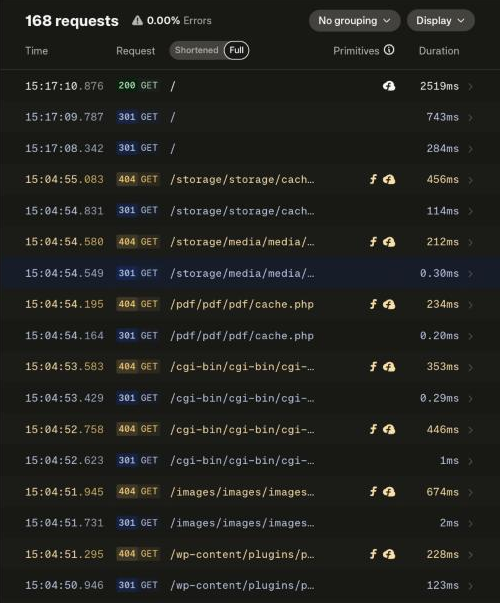 168 requests 0.00% Errors No grouping Display
Time Request Shortened Full Primitives Duration
15:17:10.876 200 GET / 2519ms
15:17:09.787 301 GET / 743ms
15:17:08.342 301 GET / 284ms
15:04:55.083 404 GET /storage/storage/cach… 456ms
15:04:54.831 301 GET /storage/storage/cach… 114ms
15:04:54.580 404 GET /storage/media/media/… 212ms
15:04:54.549 301 GET /storage/media/media/… 0.30ms
15:04:54.195 404 GET /pdf/pdf/pdf/cache.php 234ms
15:04:54.164 301 GET /pdf/pdf/pdf/cache.php 0.20ms
15:04:53.583 404 GET /cgi-bin/cgi-bin/cgi-… 353ms
15:04:53.429 301 GET /cgi-bin/cgi-bin/cgi-… 0.29ms
15:04:52.758 404 GET /cgi-bin/cgi-bin/cgi-… 446ms
15:04:52.623 301 GET /cgi-bin/cgi-bin/cgi-… 1ms
15:04:51.945 404 GET /images/images/images… 674ms
15:04:51.731 301 GET /images/images/images… 2ms
15:04:51.295 404 GET /wp-content/plugins/p… 228ms
15:04:50.946 301 GET /wp-content/plugins/p… 123ms